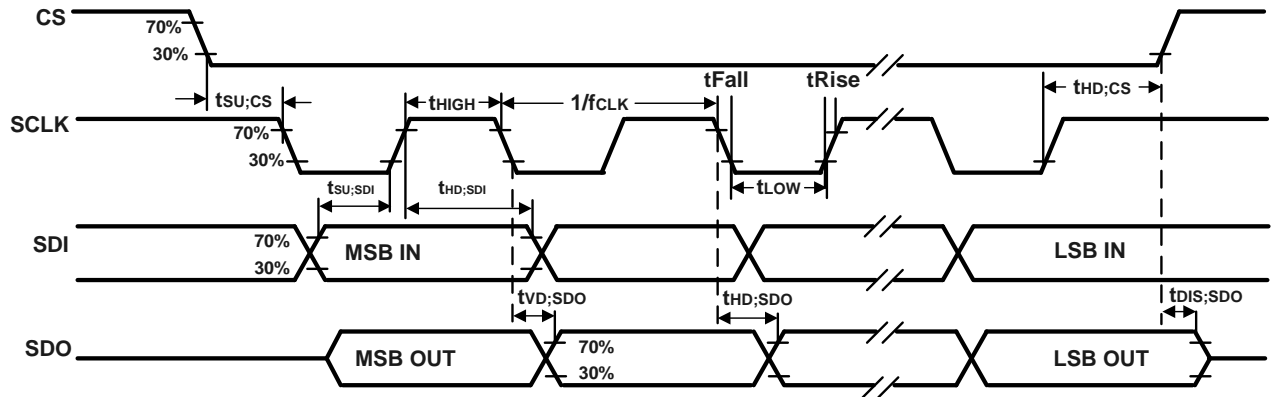 CS
70%
30%
tFall
tRise
tSU;CS
tHIGH
1/fCLK
tHD;CS
SCLK
70%
30%
tSU;SDI
tHD;SDI
tLOW
SDI
70%
30%
MSB IN
LSB IN
tVD;SDO
tHD;SDO
tDIS;SDO
SDO
MSB OUT
70%
30%
LSB OUT